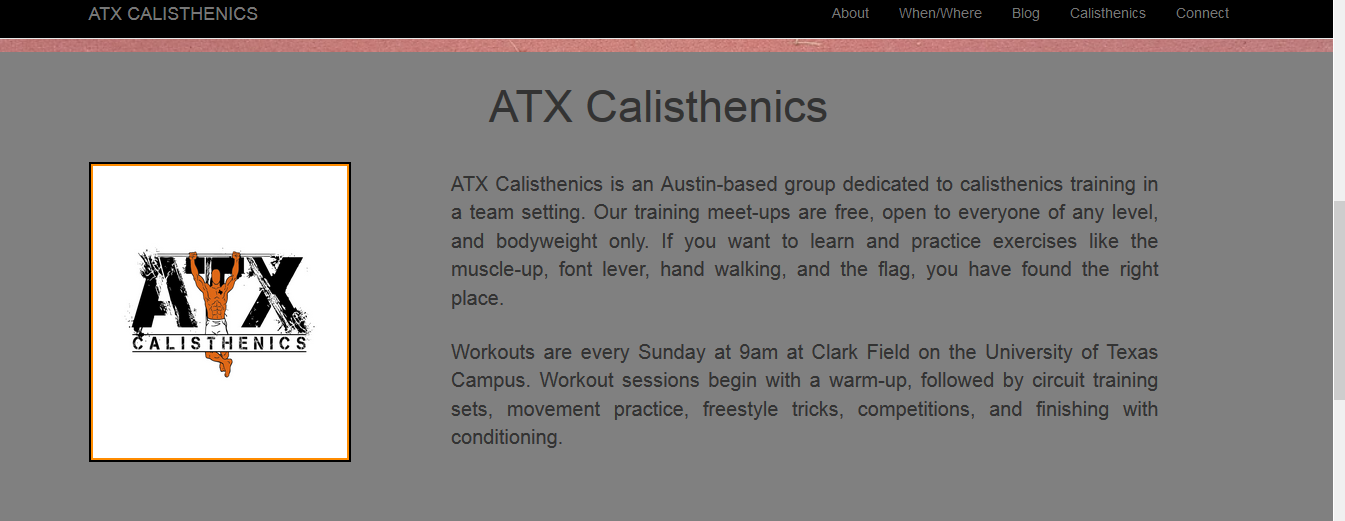 ATX CALISTHENICS
About When/Where Blog Calisthenics Connect
ATX Calisthenics
ATX
CALISTHENICS
ATX Calisthenics is an Austin-based group dedicated to calisthenics training in
a team setting. Our training meet-ups are free, open to everyone of any level,
and bodyweight only. If you want to learn and practice exercises like the
muscle-up, font lever, hand walking, and the flag, you have found the right
place.
Workouts are every Sunday at 9am at Clark Field on the University of Texas
Campus. Workout sessions begin with a warm-up, followed by circuit training
sets, movement practice, freestyle tricks, competitions, and finishing with
conditioning.